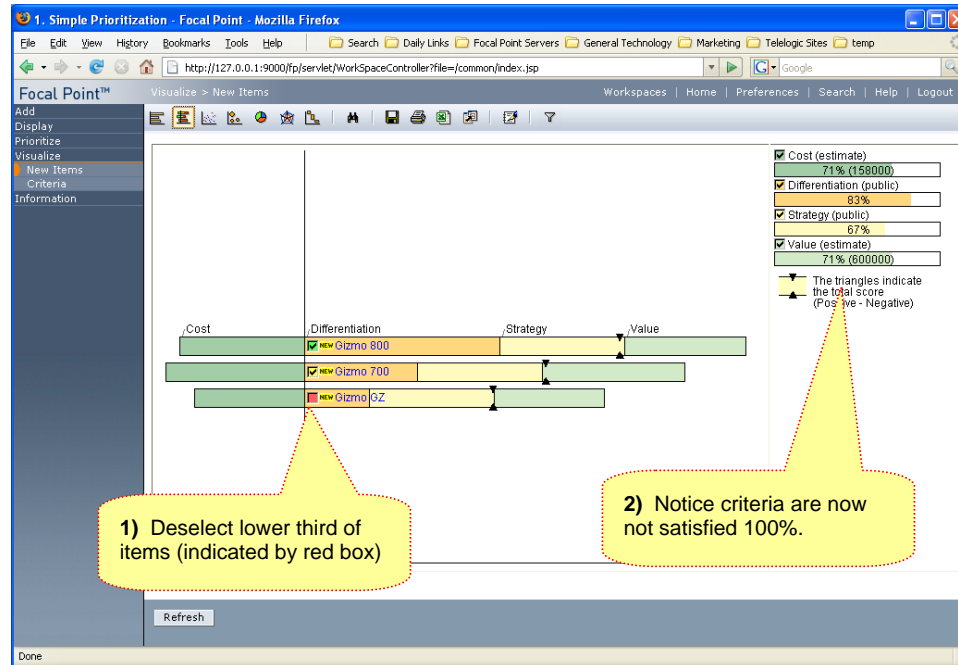 1. Simple Prioritization - Focal Point - Mozilla Firefox
File Edit View History Bookmarks Tools Help Search Daily Links Focal Point Servers General Technology Marketing Telelogic Sites temp
http://127.0.0.1:9000/fp/servlet/WorkSpaceController?file=/common/index.jsp G Google
Focal Point™ Visualize > New Items Workspaces | Home | Preferences | Search | Help | Logout
Add
Display
Prioritize
Visualize
New Items
Criteria
Information
Cost (estimate)
71% (158000)
Differentiation (public)
83%
Strategy (public)
67%
Value (estimate)
71% (600000)
The triangles indicate
the total score
(Positive - Negative)
Cost Differentiation Strategy Value
NEW Gizmo 800
NEW Gizmo 700
NEW Gizmo GZ
1) Deselect lower third of
items (indicated by red box)
2) Notice criteria are now
not satisfied 100%.
Refresh
Done